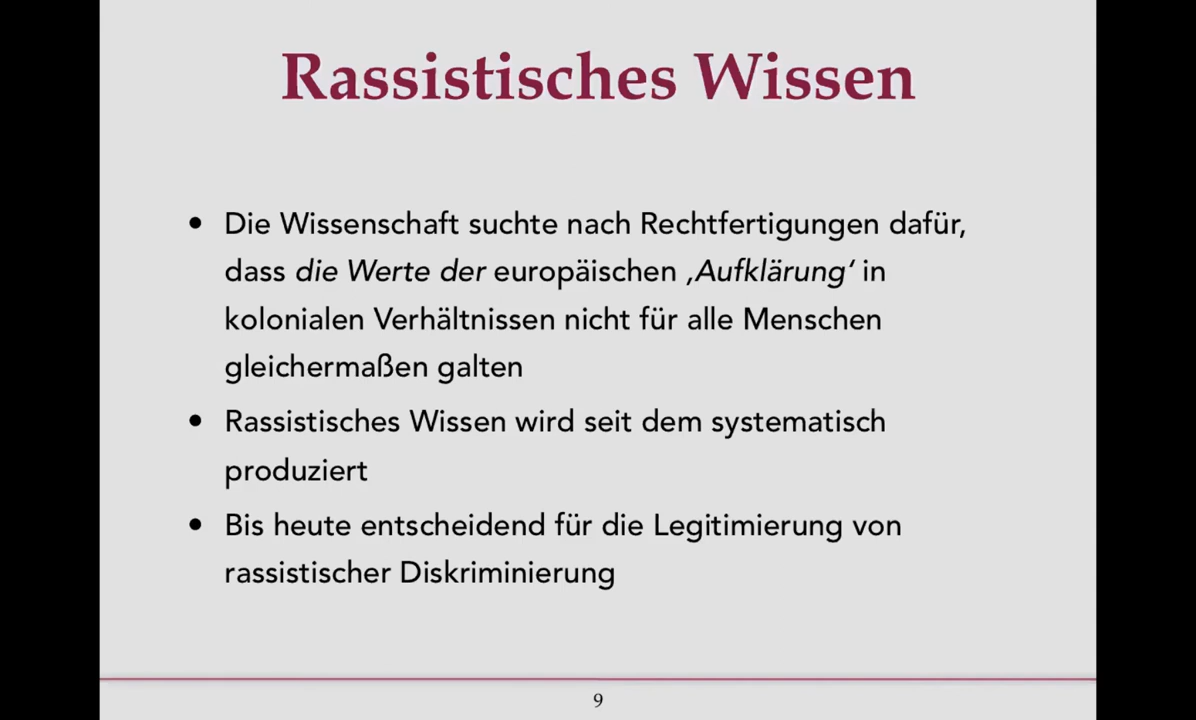 Rassistisches Wissen
• Die Wissenschaft suchte nach Rechtfertigungen dafür,
dass die Werte der europäischen ‚Aufklärung‘ in
kolonialen Verhältnissen nicht für alle Menschen
gleichermaßen galten
• Rassistisches Wissen wird seit dem systematisch
produziert
• Bis heute entscheidend für die Legitimierung von
rassistischer Diskriminierung
9